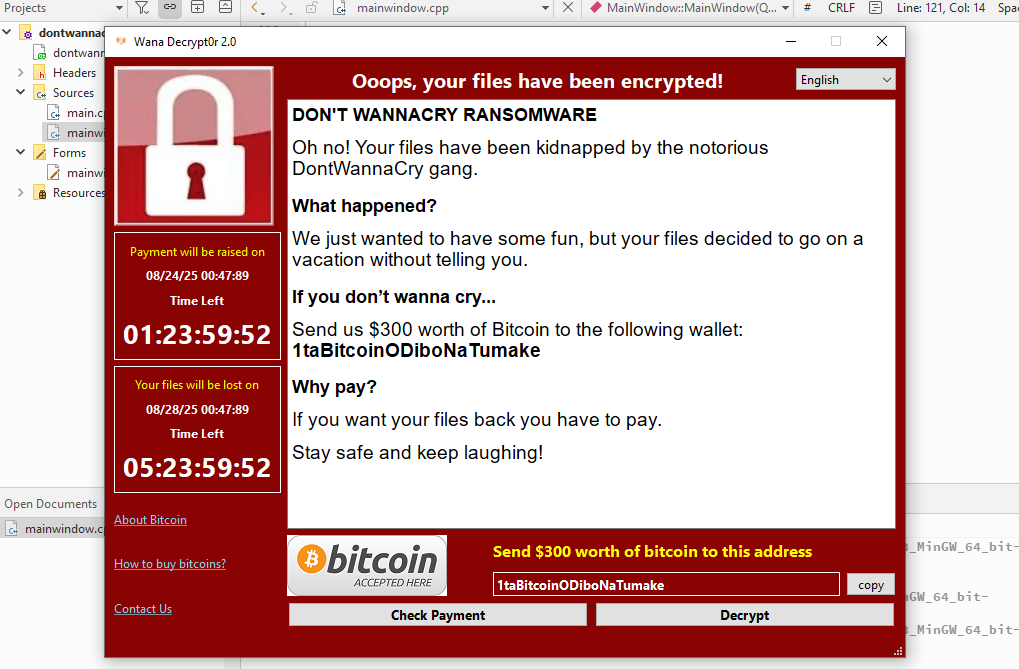 Projects
mainwindow.cpp
MainWindow::MainWindow(Q...
#
CRLF
Line: 121, Col: 14
dontwannac
dontwann
Headers
Sources
main.cp
mainwi
Forms
mainwi
Resources
Open Documents
mainwindow.cp
Wana Decrypt0r 2.0
Ooops, your files have been encrypted!
English
Payment will be raised on
08/24/25 00:47:89
Time Left
01:23:59:52
Your files will be lost on
08/28/25 00:47:89
Time Left
05:23:59:52
About Bitcoin
How to buy bitcoins?
Contact Us
DON'T WANNACRY RANSOMWARE
Oh no! Your files have been kidnapped by the notorious
DontWannaCry gang.
What happened?
We just wanted to have some fun, but your files decided to go on a
vacation without telling you.
If you don’t wanna cry...
Send us $300 worth of Bitcoin to the following wallet:
1taBitcoinODiboNaTumake
Why pay?
If you want your files back you have to pay.
Stay safe and keep laughing!
bitcoin
ACCEPTED HERE
Send $300 worth of bitcoin to this address
1taBitcoinODiboNaTumake
copy
Check Payment
Decrypt
_MinGW_64_bit-
GW_64_bit-
_MinGW_64_bit-